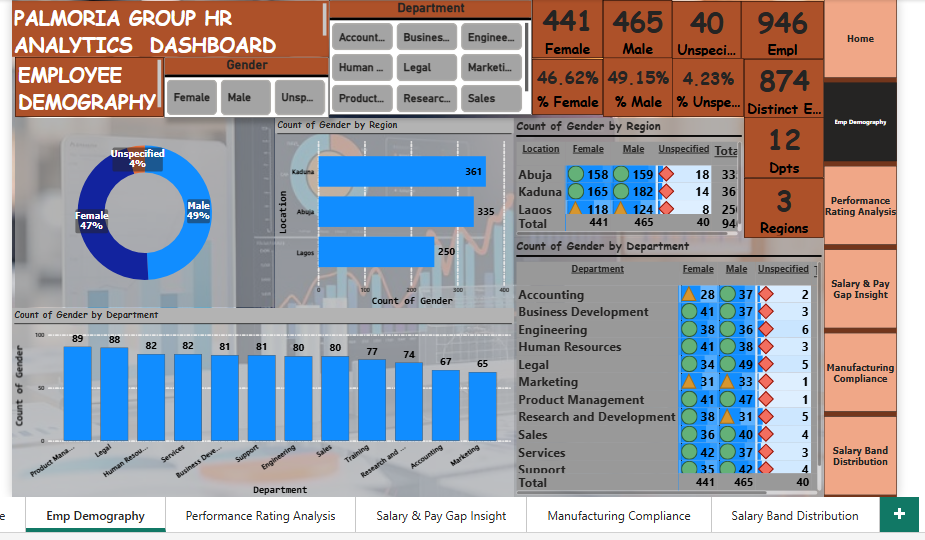 PALMORIA GROUP HR
ANALYTICS DASHBOARD
EMPLOYEE
DEMOGRAPHY
Gender
Female Male Unsp...
Department
Account... Busines... Enginee...
Human ... Legal Marketi...
Product... Researc... Sales
441 465 40 946
Female Male Unspeci... Empl
46.62% 49.15% 4.23% 874
% Female % Male % Unspe... Distinct E...
12
Dpts
3
Regions
Home
Emp Demography
Performance
Rating Analysis
Salary & Pay
Gap Insight
Manufacturing
Compliance
Salary Band
Distribution
Unspecified
4%
Female
47%
Male
49%
Count of Gender by Region
Location
Kaduna 361
Abuja 335
Lagos 250
0 100 200 300 400
Count of Gender
Count of Gender by Region
Location Female Male Unspecified Tota
Abuja 158 159 18 33
Kaduna 165 182 14 36
Lagos 118 124 8 25
Total 441 465 40 94
Count of Gender by Department
Count of Gender
100
50
0
89 88 82 82 81 81 80 80 77 74 67 65
Product Mana... Legal Human Resou... Services Business Deve... Support Engineering Sales Training Research and ... Accounting Marketing
Department
Count of Gender by Department
Department Female Male Unspecified
Accounting 28 37 2
Business Development 41 37 3
Engineering 38 36 6
Human Resources 41 38 3
Legal 34 49 5
Marketing 31 33 1
Product Management 41 47 1
Research and Development 38 31 5
Sales 36 40 4
Services 42 37 3
Support 35 42 4
Total 441 465 40
e Emp Demography Performance Rating Analysis Salary & Pay Gap Insight Manufacturing Compliance Salary Band Distribution +